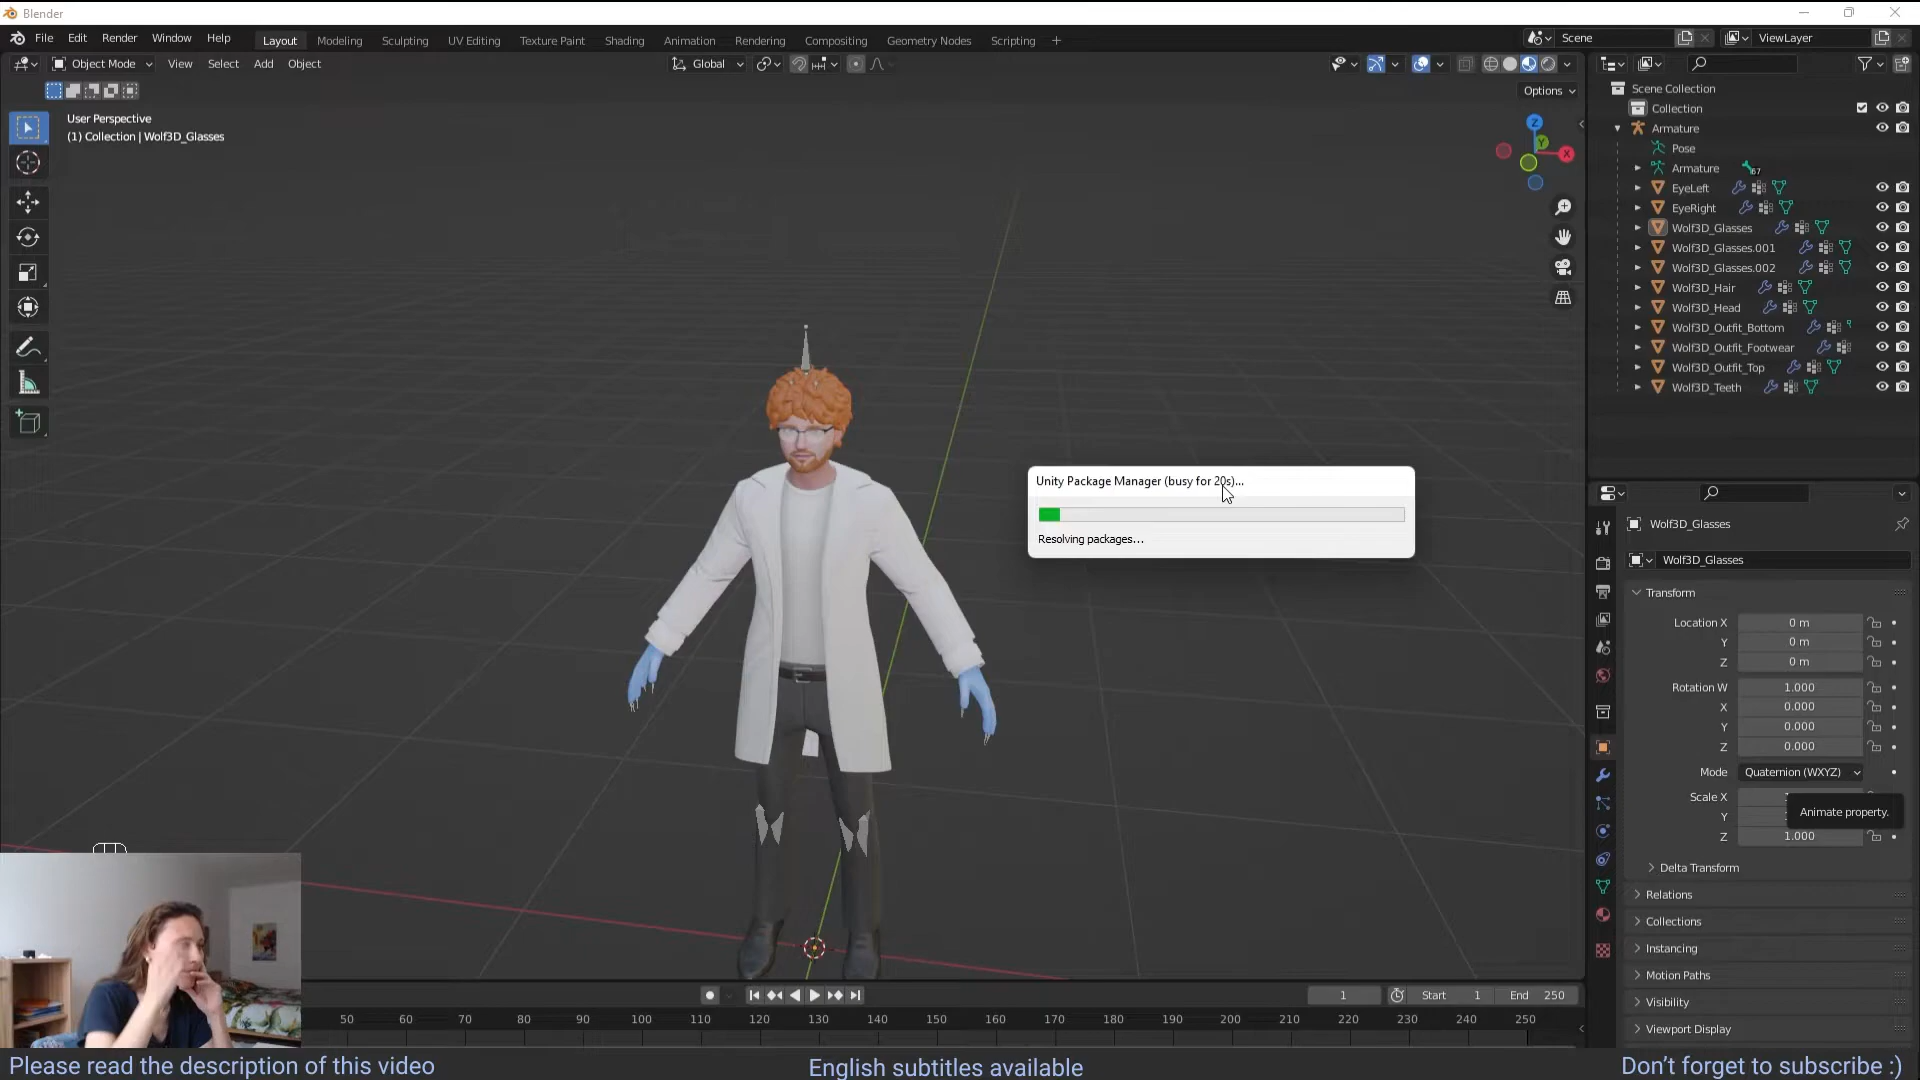 Blender
File Edit Render Window Help
Layout Modeling Sculpting UV Editing Texture Paint Shading Animation Rendering Compositing Geometry Nodes Scripting +
Scene
ViewLayer
Object Mode View Select Add Object
Global
Options
User Perspective
(1) Collection | Wolf3D_Glasses
Z
Y
X
Scene Collection
Collection
Armature
Pose
Armature 67
EyeLeft
EyeRight
Wolf3D_Glasses
Wolf3D_Glasses.001
Wolf3D_Glasses.002
Wolf3D_Hair
Wolf3D_Head
Wolf3D_Outfit_Bottom
Wolf3D_Outfit_Footwear
Wolf3D_Outfit_Top
Wolf3D_Teeth
Unity Package Manager (busy for 20s)...
Resolving packages...
Wolf3D_Glasses
Wolf3D_Glasses
Transform
Location X 0 m
Y 0 m
Z 0 m
Rotation W 1.000
X 0.000
Y 0.000
Z 0.000
Mode Quaternion (WXYZ)
Scale X
Animate property.
Y
Z 1.000
Delta Transform
Relations
Collections
Instancing
Motion Paths
Visibility
Viewport Display
1 Start 1 End 250
50 60 70 80 90 100 110 120 130 140 150 160 170 180 190 200 210 220 230 240 250
Please read the description of this video
English subtitles available
Don't forget to subscribe :)